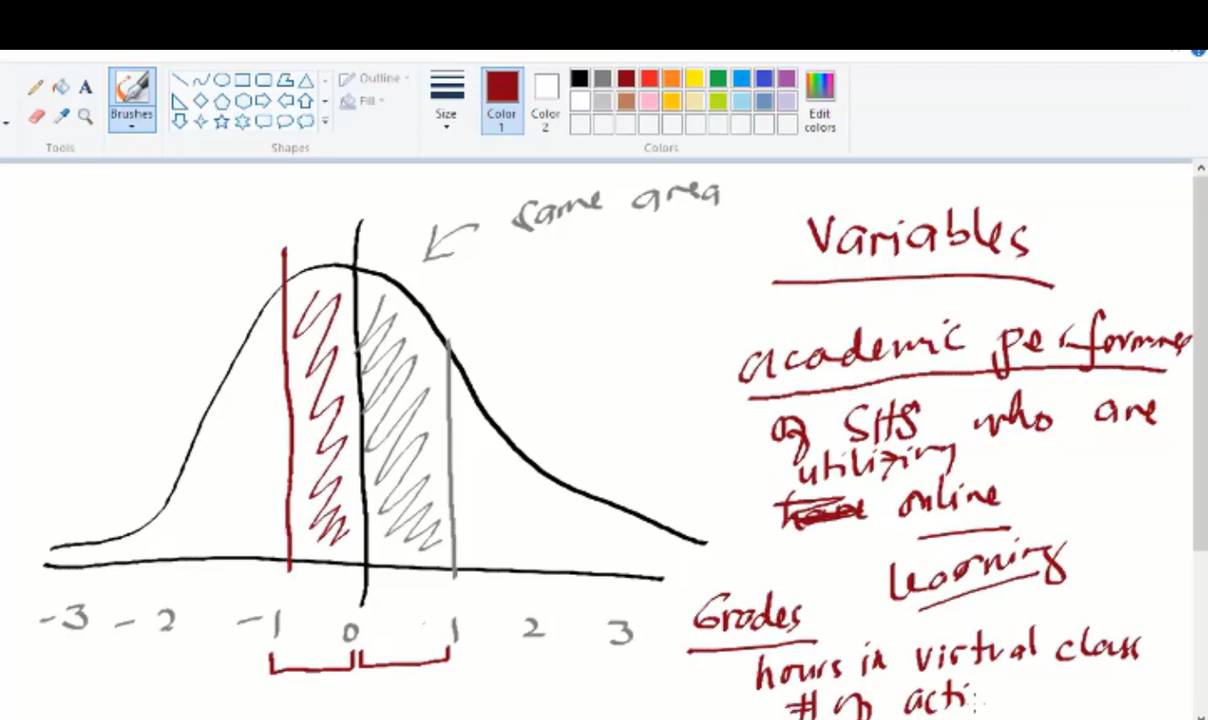 Outline
Fill
Brushes
Size
Color 1
Color 2
Edit colors
Tools
Shapes
Colors
same area
Variables
academic performnes
of SHS who are
utilizing
online
learning
-3 -2 -1 0 1 2 3
Grades
hours in virtual class
# of acti